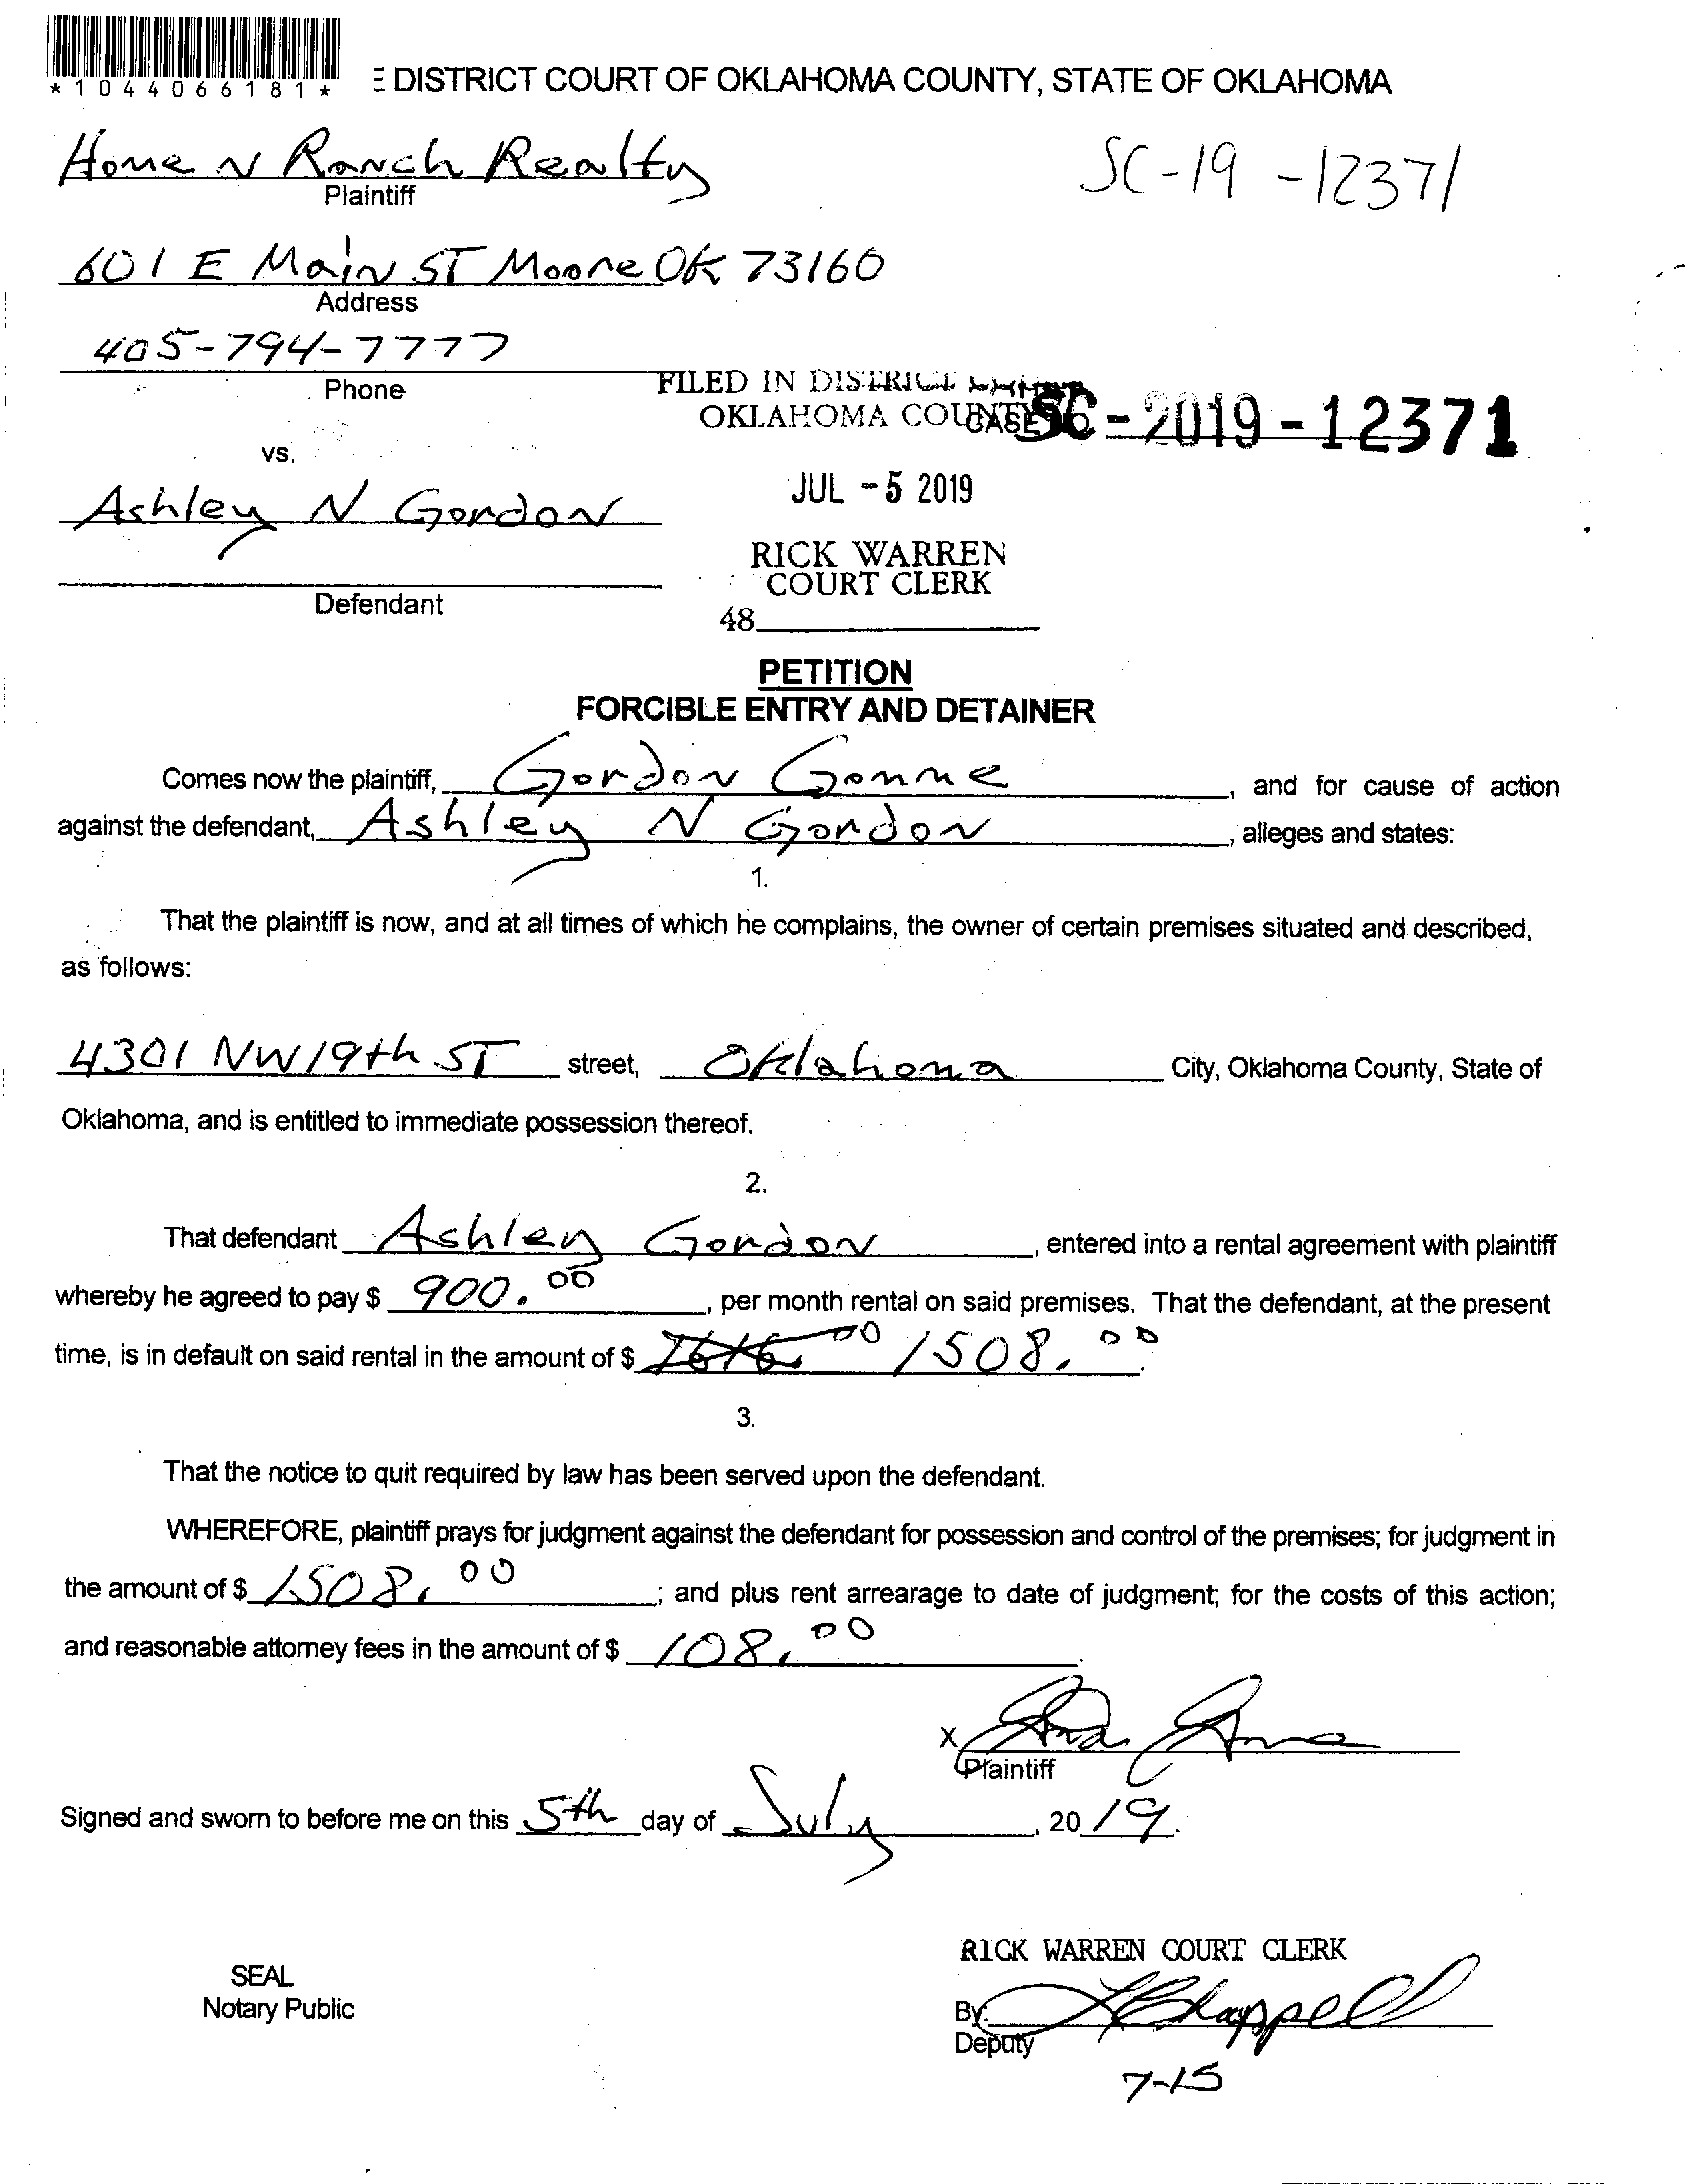 *1044066181*
E DISTRICT COURT OF OKLAHOMA COUNTY, STATE OF OKLAHOMA
Home N Ranch Realty
Plaintiff
SC-19-12371
601 E Main ST Moore OK 73160
Address
405-794-7777
Phone
FILED IN DISTRICT
OKLAHOMA COUNTY
CASE SC-2019-12371
vs.
JUL -5 2019
Ashley N Gordon
RICK WARREN
COURT CLERK
Defendant
48
PETITION
FORCIBLE ENTRY AND DETAINER
Comes now the plaintiff, Gordon , and for cause of action
against the defendant, Ashley N Gordon , alleges and states:
1.
That the plaintiff is now, and at all times of which he complains, the owner of certain premises situated and described,
as follows:
4301 NW 19th ST street, Oklahoma City, Oklahoma County, State of
Oklahoma, and is entitled to immediate possession thereof.
2.
That defendant Ashley Gordon , entered into a rental agreement with plaintiff
whereby he agreed to pay $ 900.00 , per month rental on said premises. That the defendant, at the present
time, is in default on said rental in the amount of $ 1508.00 .
3.
That the notice to quit required by law has been served upon the defendant.
WHEREFORE, plaintiff prays for judgment against the defendant for possession and control of the premises; for judgment in
the amount of $ 1508.00 ; and plus rent arrearage to date of judgment; for the costs of this action;
and reasonable attorney fees in the amount of $ 108.00 .
X
Plaintiff
Signed and sworn to before me on this 5th day of July , 20 19.
RICK WARREN COURT CLERK
SEAL
Notary Public
By: Chappell
Deputy
7-15